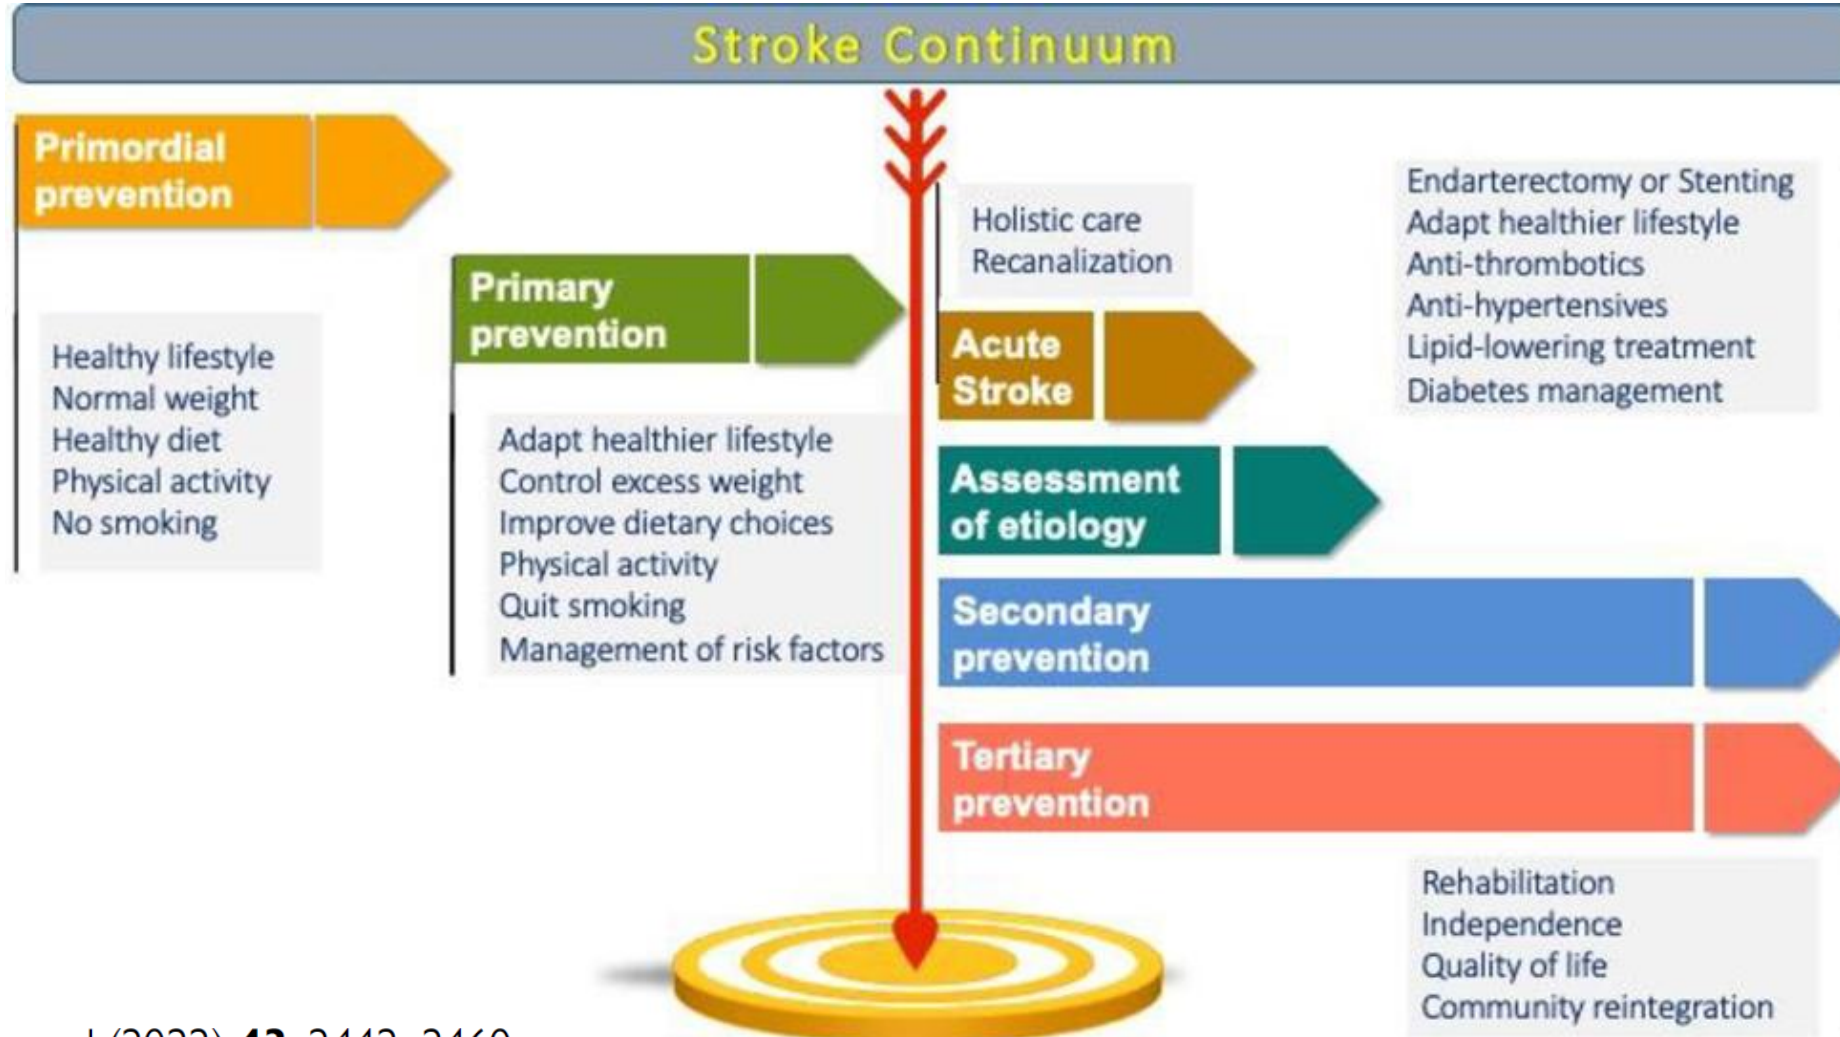 Stroke Continuum
Primordial
prevention
Healthy lifestyle
Normal weight
Healthy diet
Physical activity
No smoking
Primary
prevention
Adapt healthier lifestyle
Control excess weight
Improve dietary choices
Physical activity
Quit smoking
Management of risk factors
Holistic care
Recanalization
Acute
Stroke
Endarterectomy or Stenting
Adapt healthier lifestyle
Anti-thrombotics
Anti-hypertensives
Lipid-lowering treatment
Diabetes management
Assessment
of etiology
Secondary
prevention
Tertiary
prevention
Rehabilitation
Independence
Quality of life
Community reintegration